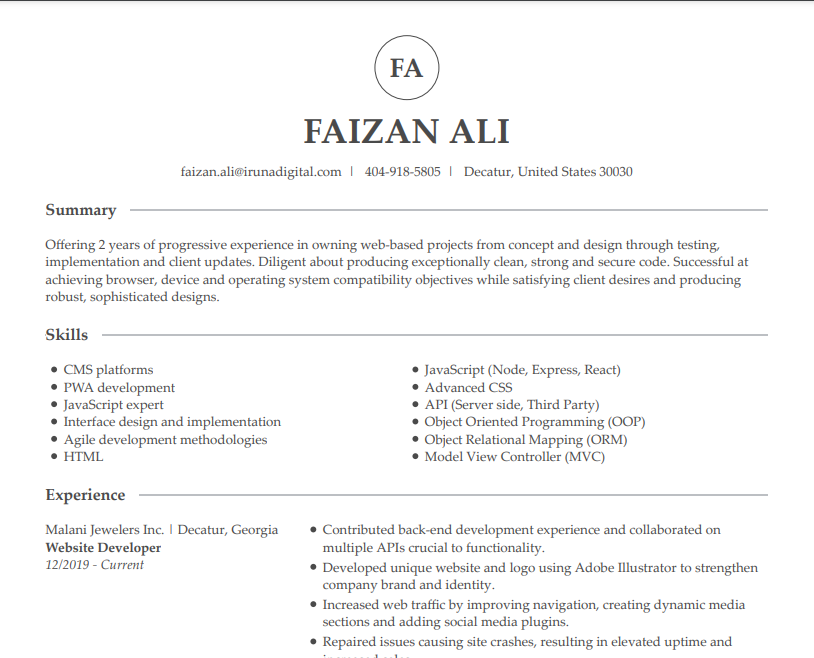 FA
FAIZAN ALI
faizan.ali@irunadigital.com | 404-918-5805 | Decatur, United States 30030
Summary
Offering 2 years of progressive experience in owning web-based projects from concept and design through testing,
implementation and client updates. Diligent about producing exceptionally clean, strong and secure code. Successful at
achieving browser, device and operating system compatibility objectives while satisfying client desires and producing
robust, sophisticated designs.
Skills
• CMS platforms
• PWA development
• JavaScript expert
• Interface design and implementation
• Agile development methodologies
• HTML
• JavaScript (Node, Express, React)
• Advanced CSS
• API (Server side, Third Party)
• Object Oriented Programming (OOP)
• Object Relational Mapping (ORM)
• Model View Controller (MVC)
Experience
Malani Jewelers Inc. | Decatur, Georgia
Website Developer
12/2019 - Current
• Contributed back-end development experience and collaborated on
multiple APIs crucial to functionality.
• Developed unique website and logo using Adobe Illustrator to strengthen
company brand and identity.
• Increased web traffic by improving navigation, creating dynamic media
sections and adding social media plugins.
• Repaired issues causing site crashes, resulting in elevated uptime and